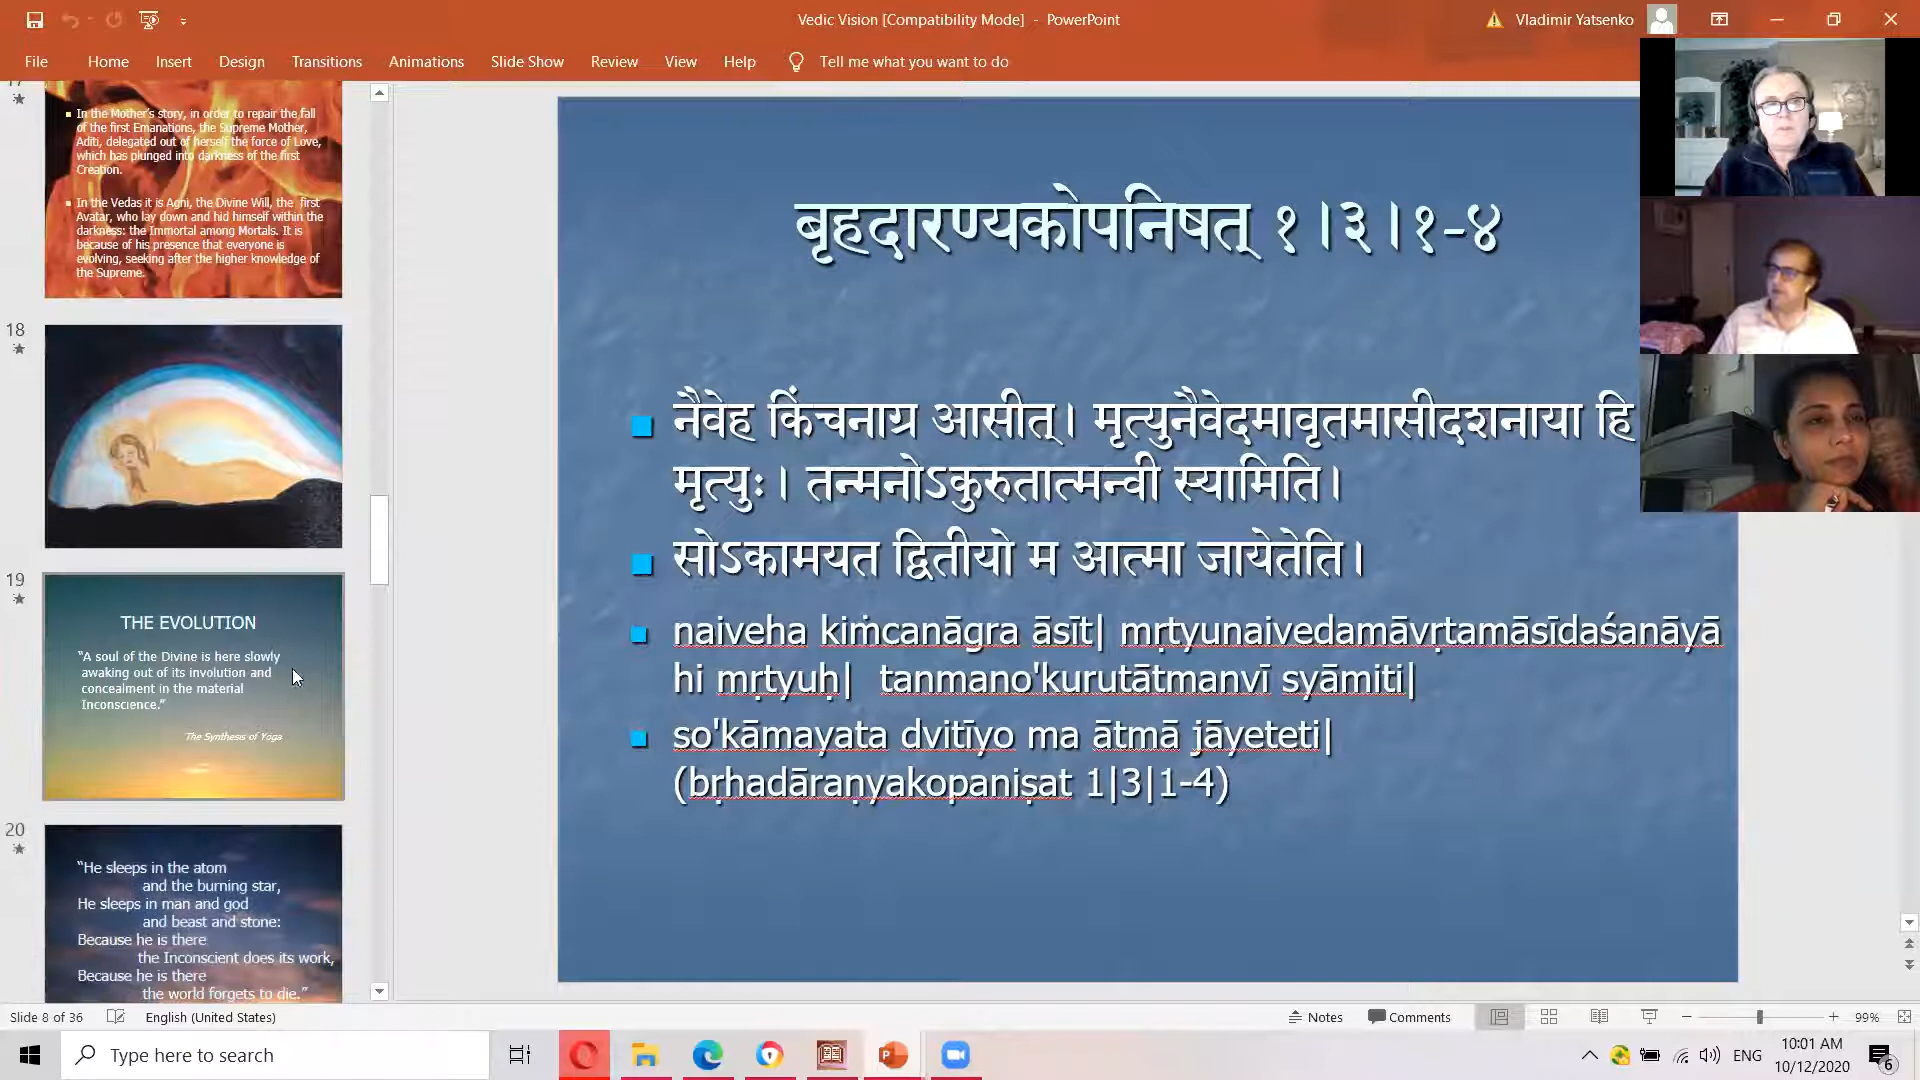 Vedic Vision [Compatibility Mode] - PowerPoint
Vladimir Yatsenko
File Home Insert Design Transitions Animations Slide Show Review View Help Tell me what you want to do
17
In the Mother's story, in order to repair the fall
of the first Emanations, the Supreme Mother,
Aditi, delegated out of herself the force of Love,
which has plunged into darkness of the first
Creation.
In the Vedas it is Agni, the Divine Will, the first
Avatar, who lay down and hid himself within the
darkness: the Immortal among Mortals. It is
because of his presence that everyone is
evolving, seeking after the higher knowledge of
the Supreme.
18
19
THE EVOLUTION
“A soul of the Divine is here slowly
awaking out of its involution and
concealment in the material
Inconscience.”
The Synthesis of Yoga
20
“He sleeps in the atom
and the burning star,
He sleeps in man and god
and beast and stone:
Because he is there
the Inconscient does its work,
Because he is there
the world forgets to die.”
बृहदारण्यकोपनिषत् १।३।१-४
नैवेह किंचनाग्र आसीत्। मृत्युनैवेदमावृतमासीदशनाया हि
मृत्युः। तन्मनोऽकुरुतात्मन्वी स्यामिति।
सोऽकामयत द्वितीयो म आत्मा जायेतेति।
naiveha kiṁcanāgra āsīt| mṛtyunaivedamāvṛtamāsīdaśanāyā
hi mṛtyuḥ| tanmano'kurutātmanvī syāmiti|
so'kāmayata dvitīyo ma ātmā jāyeteti|
(bṛhadāraṇyakopaniṣat 1|3|1-4)
Slide 8 of 36 English (United States) Notes Comments 99%
Type here to search
ENG
10:01 AM
10/12/2020
6